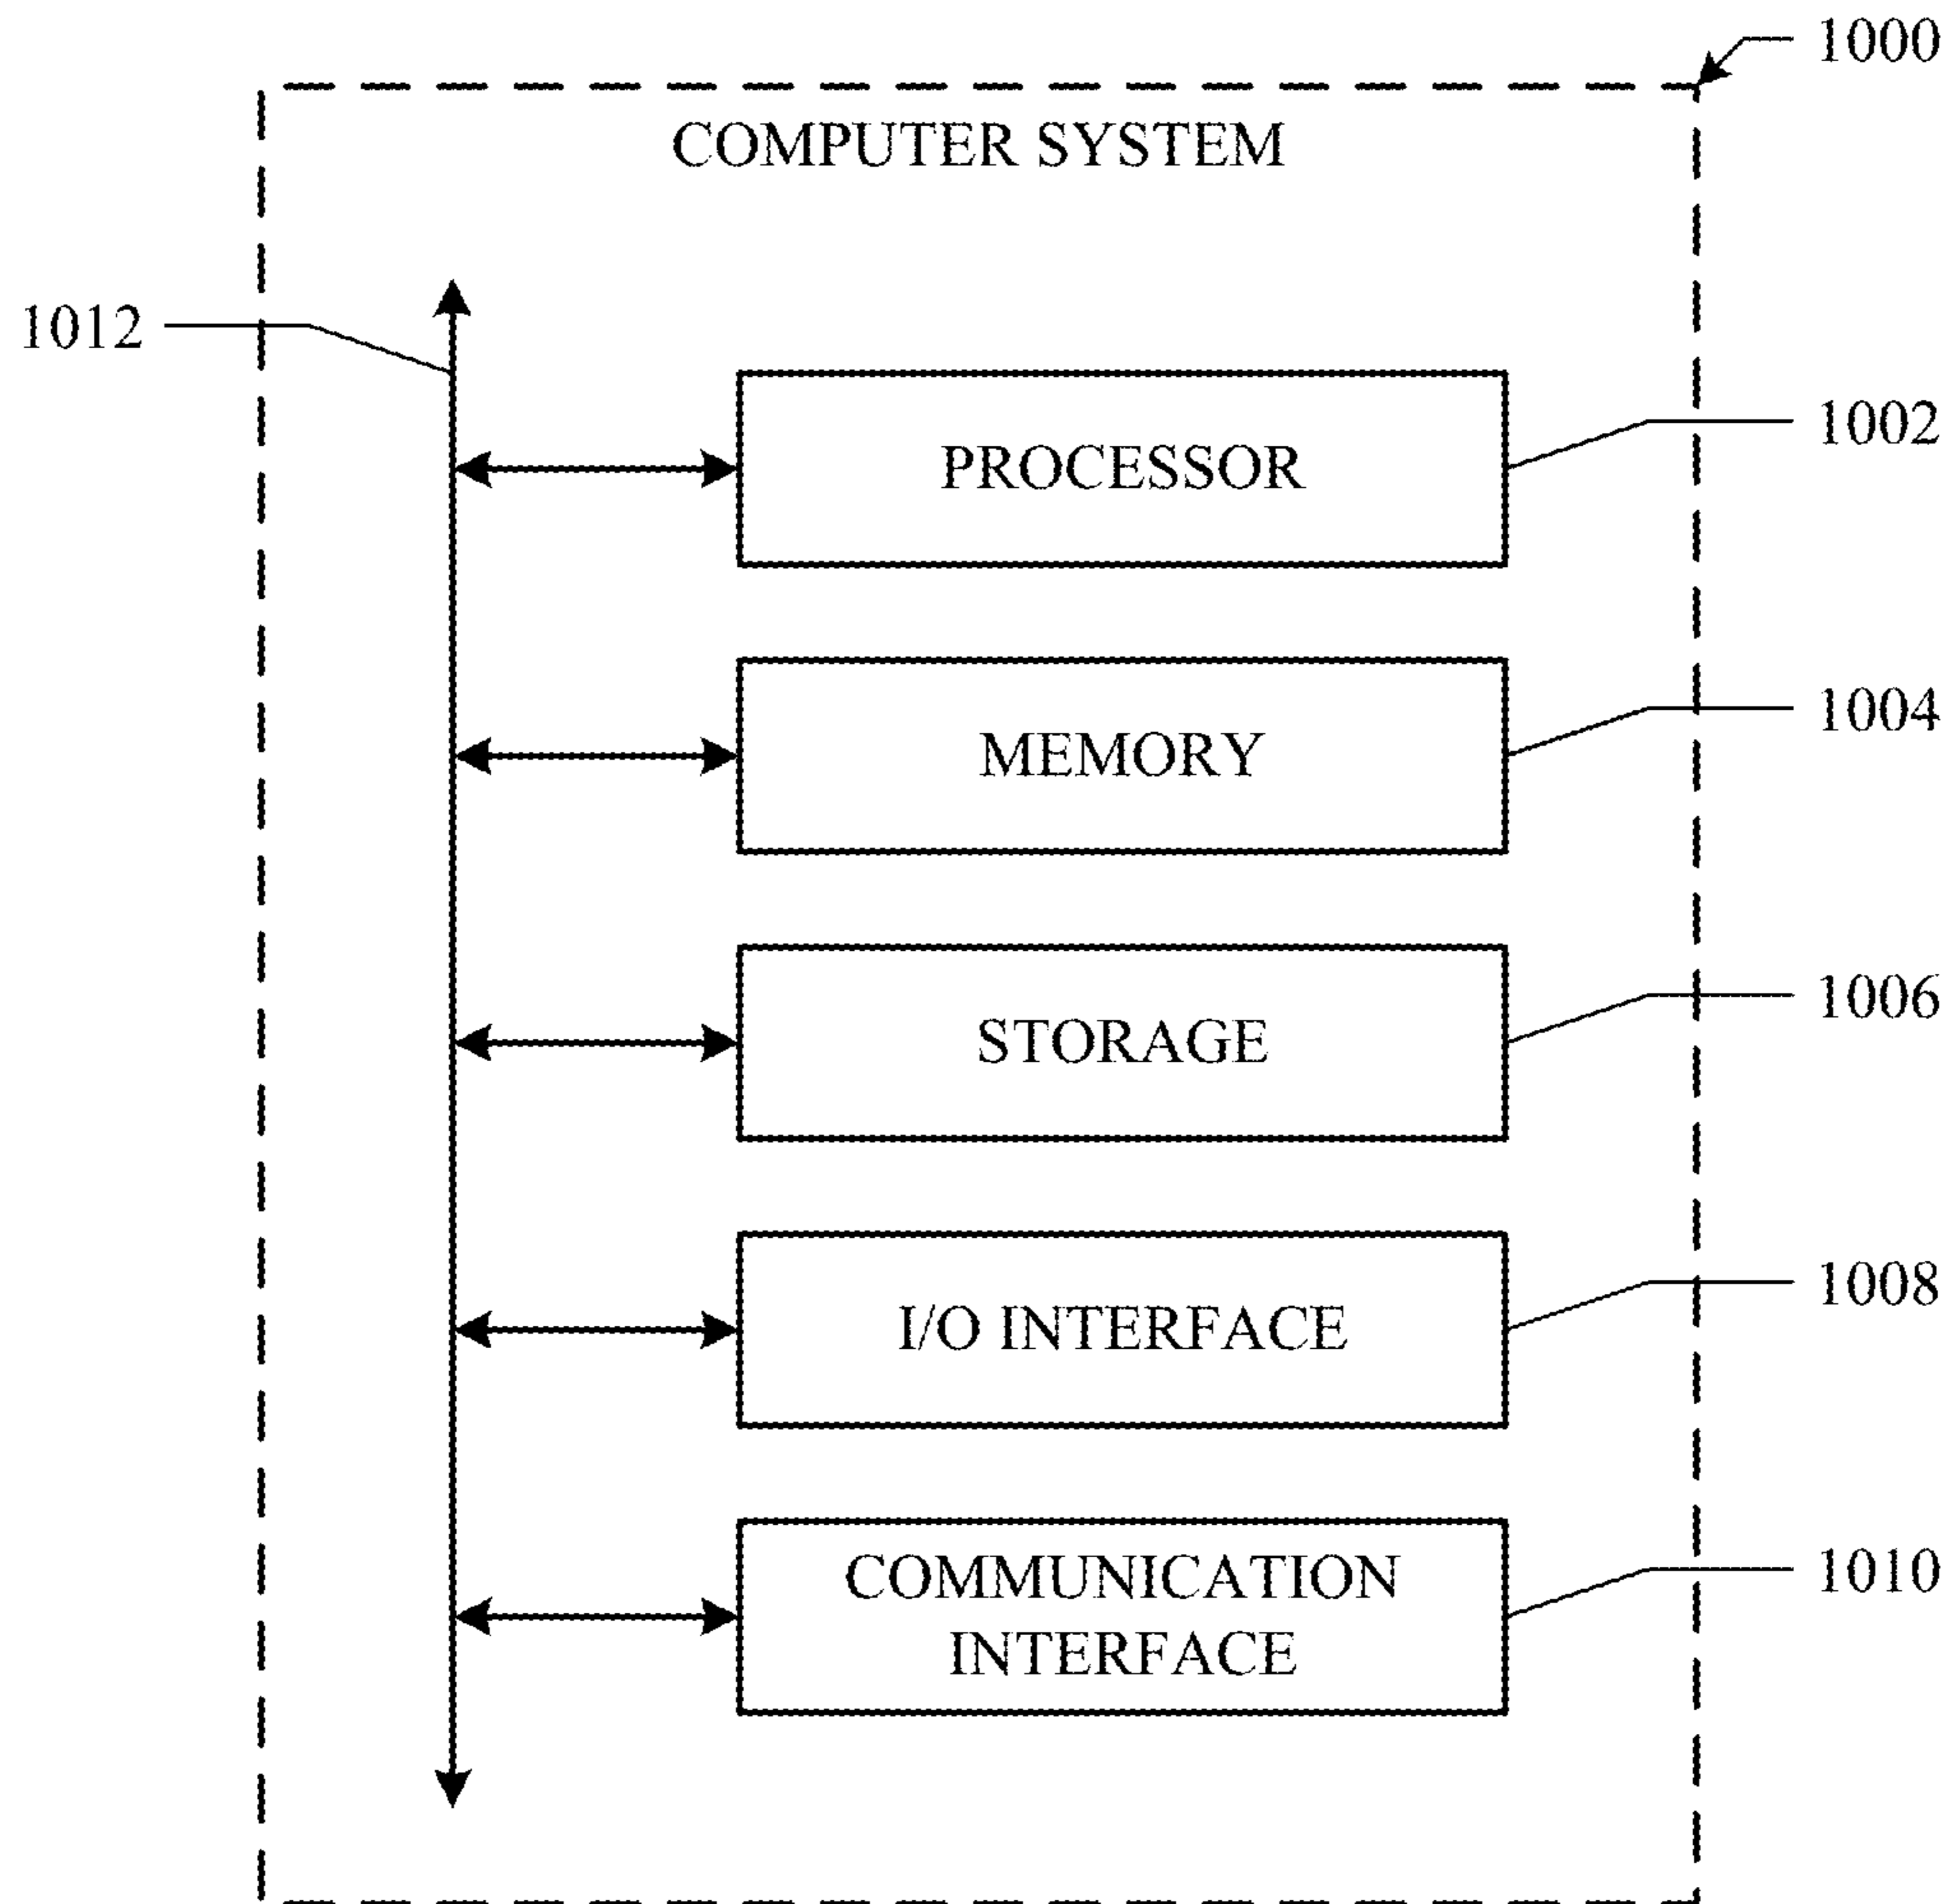 1000
COMPUTER SYSTEM
1012
PROCESSOR
1002
MEMORY
1004
STORAGE
1006
I/O INTERFACE
1008
COMMUNICATION
INTERFACE
1010